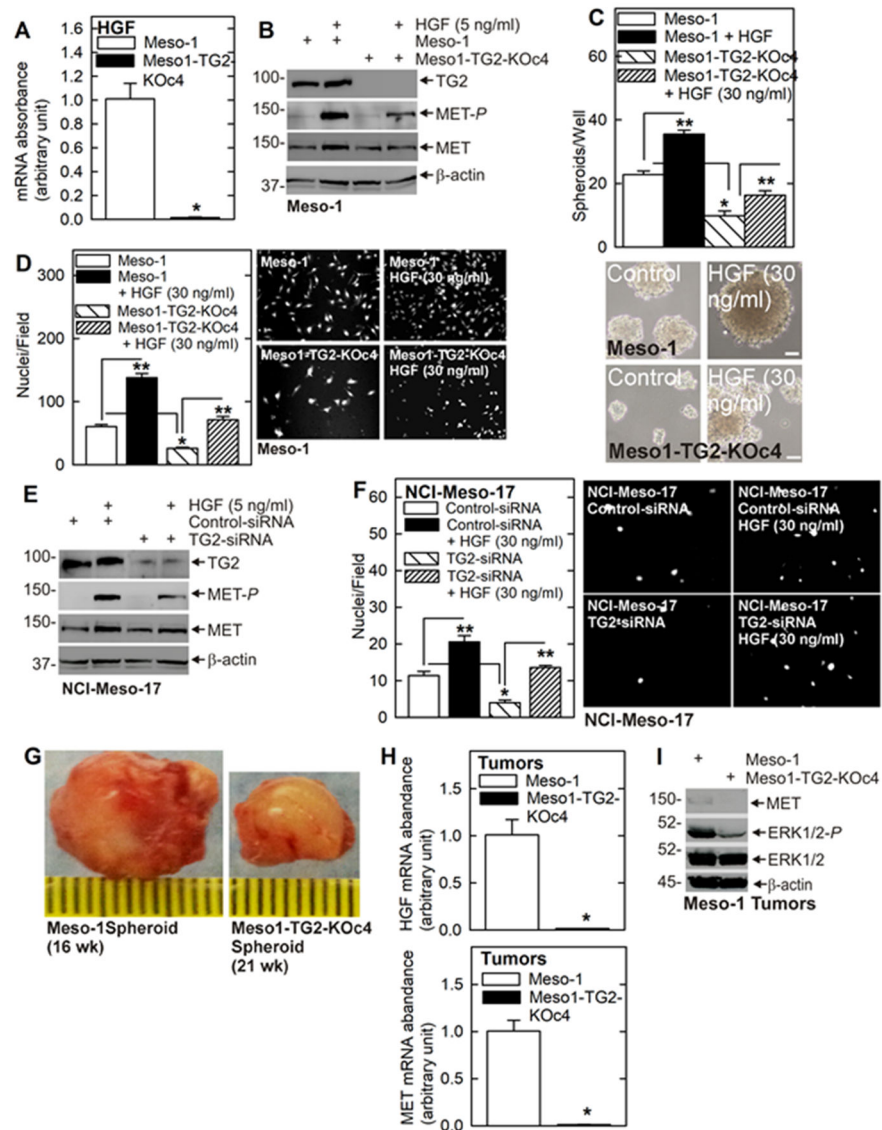 A
HGF
Meso-1
Meso1-TG2-
KOc4
mRNA absorbance
(arbitrary unit)
1.6
1.4
1.2
1.0
0.8
0.6
0.4
0.2
0.0
*
B
+ + HGF (5 ng/ml)
+ + Meso-1
+ + Meso1-TG2-KOc4
100-
TG2
150-
MET-P
150-
MET
37-
β-actin
Meso-1
C
Meso-1
Meso-1 + HGF
Meso1-TG2-KOc4
Meso1-TG2-KOc4
+ HGF (30 ng/ml)
Spheroids/Well
60
40
20
0
**
*
**
Control
HGF (30
ng/ml)
Meso-1
Control
HGF (30
ng/ml)
Meso1-TG2-KOc4
D
Meso-1
Meso-1
+ HGF (30 ng/ml)
Meso1-TG2-KOc4
Meso1-TG2-KOc4
+ HGF (30 ng/ml)
Nuclei/Field
300
200
100
0
**
*
**
Meso-1
Meso-1
HGF (30 ng/ml)
Meso1-TG2-KOc4
Meso1-TG2-KOc4
HGF (30 ng/ml)
Meso-1
E
+ + HGF (5 ng/ml)
+ + Control-siRNA
+ + TG2-siRNA
100-
TG2
150-
MET-P
150-
MET
37-
β-actin
NCI-Meso-17
F
NCI-Meso-17
Control-siRNA
Control-siRNA
+ HGF (30 ng/ml)
TG2-siRNA
TG2-siRNA
+ HGF (30 ng/ml)
Nuclei/Field
60
50
40
30
20
10
0
**
*
**
NCI-Meso-17
Control-siRNA
NCI-Meso-17
Control-siRNA
HGF (30 ng/ml)
NCI-Meso-17
TG2-siRNA
NCI-Meso-17
TG2-siRNA
HGF (30 ng/ml)
NCI-Meso-17
G
Meso-1Spheroid
(16 wk)
Meso1-TG2-KOc4
Spheroid
(21 wk)
H
Tumors
Meso-1
Meso1-TG2-
KOc4
HGF mRNA abundance
(arbitrary unit)
1.5
1.0
0.5
0.0
*
Tumors
Meso-1
Meso1-TG2-
KOc4
MET mRNA abundance
(arbitrary unit)
1.5
1.0
0.5
0.0
*
I
+ Meso-1
+ Meso1-TG2-KOc4
150-
MET
52-
ERK1/2-P
52-
ERK1/2
45-
β-actin
Meso-1 Tumors